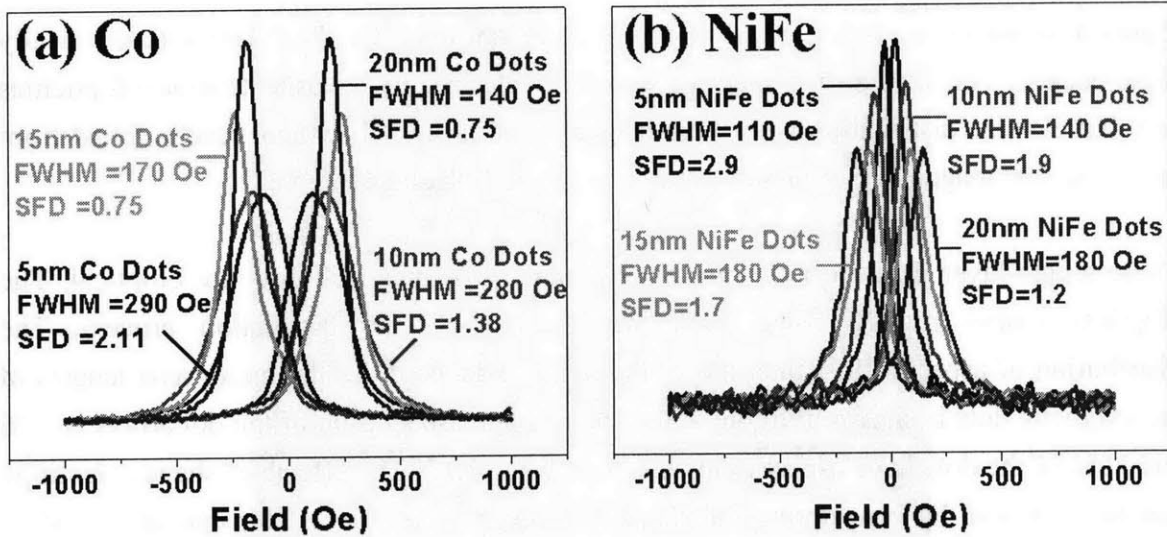 (a) Co
20nm Co Dots
FWHM =140 Oe
SFD =0.75
15nm Co Dots
FWHM =170 Oe
SFD =0.75
5nm Co Dots
FWHM =290 Oe
SFD =2.11
10nm Co Dots
FWHM =280 Oe
SFD =1.38
-1000 -500 0 500 1000
Field (Oe)
(b) NiFe
5nm NiFe Dots
FWHM=110 Oe
SFD=2.9
10nm NiFe Dots
FWHM=140 Oe
SFD=1.9
15nm NiFe Dots
FWHM=180 Oe
SFD=1.7
20nm NiFe Dots
FWHM=180 Oe
SFD=1.2
-1000 -500 0 500 1000
Field (Oe)